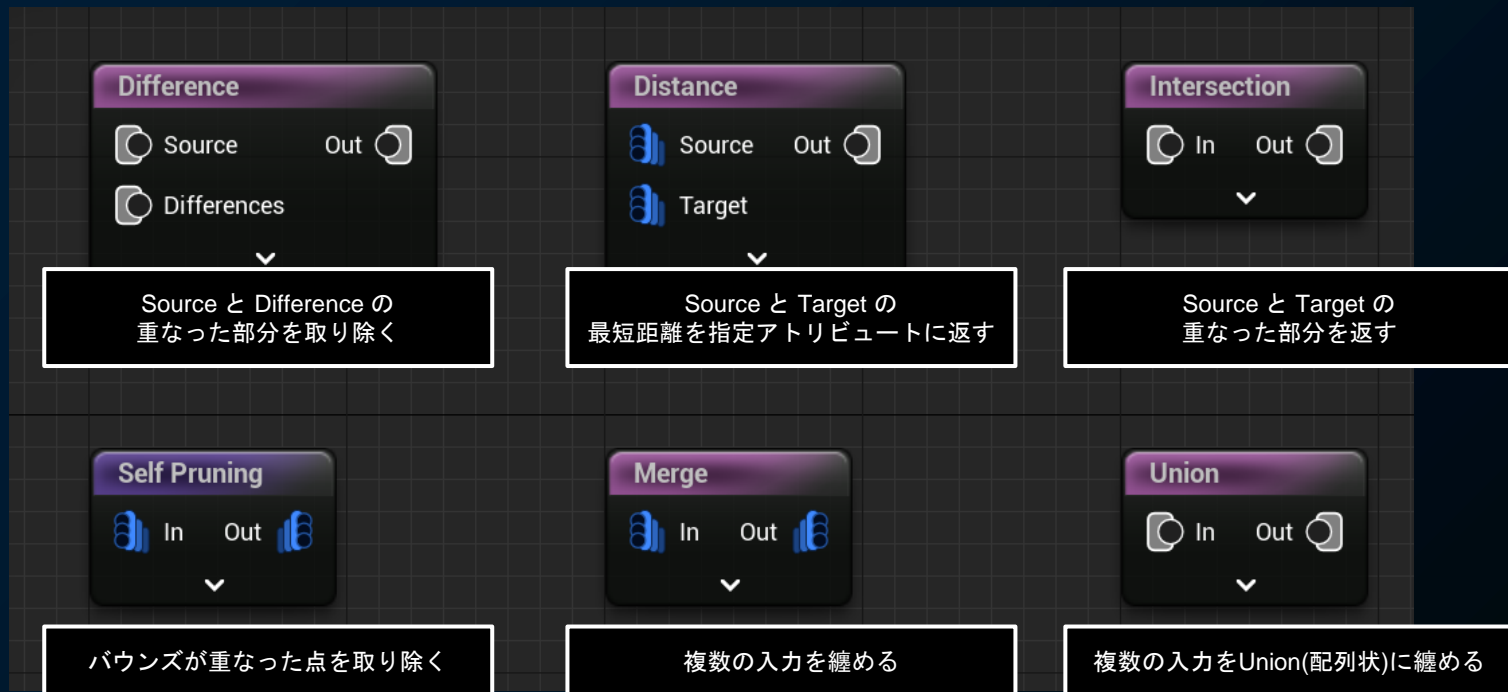 Difference
Source Out
Differences
Source と Difference の
重なった部分を取り除く
Distance
Source Out
Target
Source と Target の
最短距離を指定アトリビュートに返す
Intersection
In Out
Source と Target の
重なった部分を返す
Self Pruning
In Out
バウンズが重なった点を取り除く
Merge
In Out
複数の入力を纏める
Union
In Out
複数の入力をUnion(配列状)に纏める